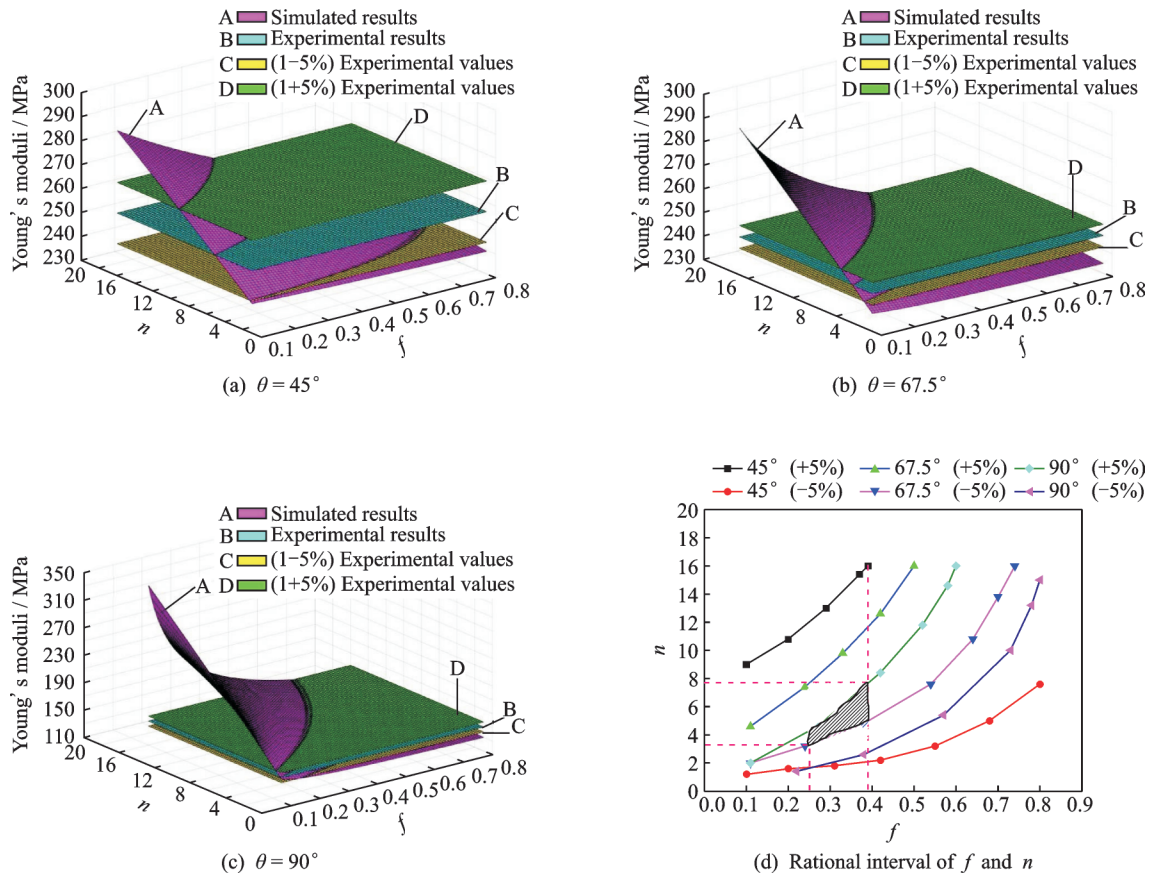 A Simulated results
B Experimental results
C (1−5%) Experimental values
D (1+5%) Experimental values
Young's moduli / MPa
300
290
280
270
260
250
240
230
20
16
12
8
4
0
n
0.1
0.2
0.3
0.4
0.5
0.6
0.7
0.8
f
A
D
B
C
(a) θ = 45°
A Simulated results
B Experimental results
C (1−5%) Experimental values
D (1+5%) Experimental values
Young's moduli / MPa
300
290
280
270
260
250
240
230
20
16
12
8
4
0
n
0.1
0.2
0.3
0.4
0.5
0.6
0.7
0.8
f
A
D
B
C
(b) θ = 67.5°
A Simulated results
B Experimental results
C (1−5%) Experimental values
D (1+5%) Experimental values
Young's moduli / MPa
350
310
270
230
190
150
110
20
16
12
8
4
0
n
0.1
0.2
0.3
0.4
0.5
0.6
0.7
0.8
f
A
D
B
C
(c) θ = 90°
45° (+5%) 67.5° (+5%) 90° (+5%)
45° (−5%) 67.5° (−5%) 90° (−5%)
n
20
18
16
14
12
10
8
6
4
2
0
0.0 0.1 0.2 0.3 0.4 0.5 0.6 0.7 0.8 0.9
f
(d) Rational interval of f and n